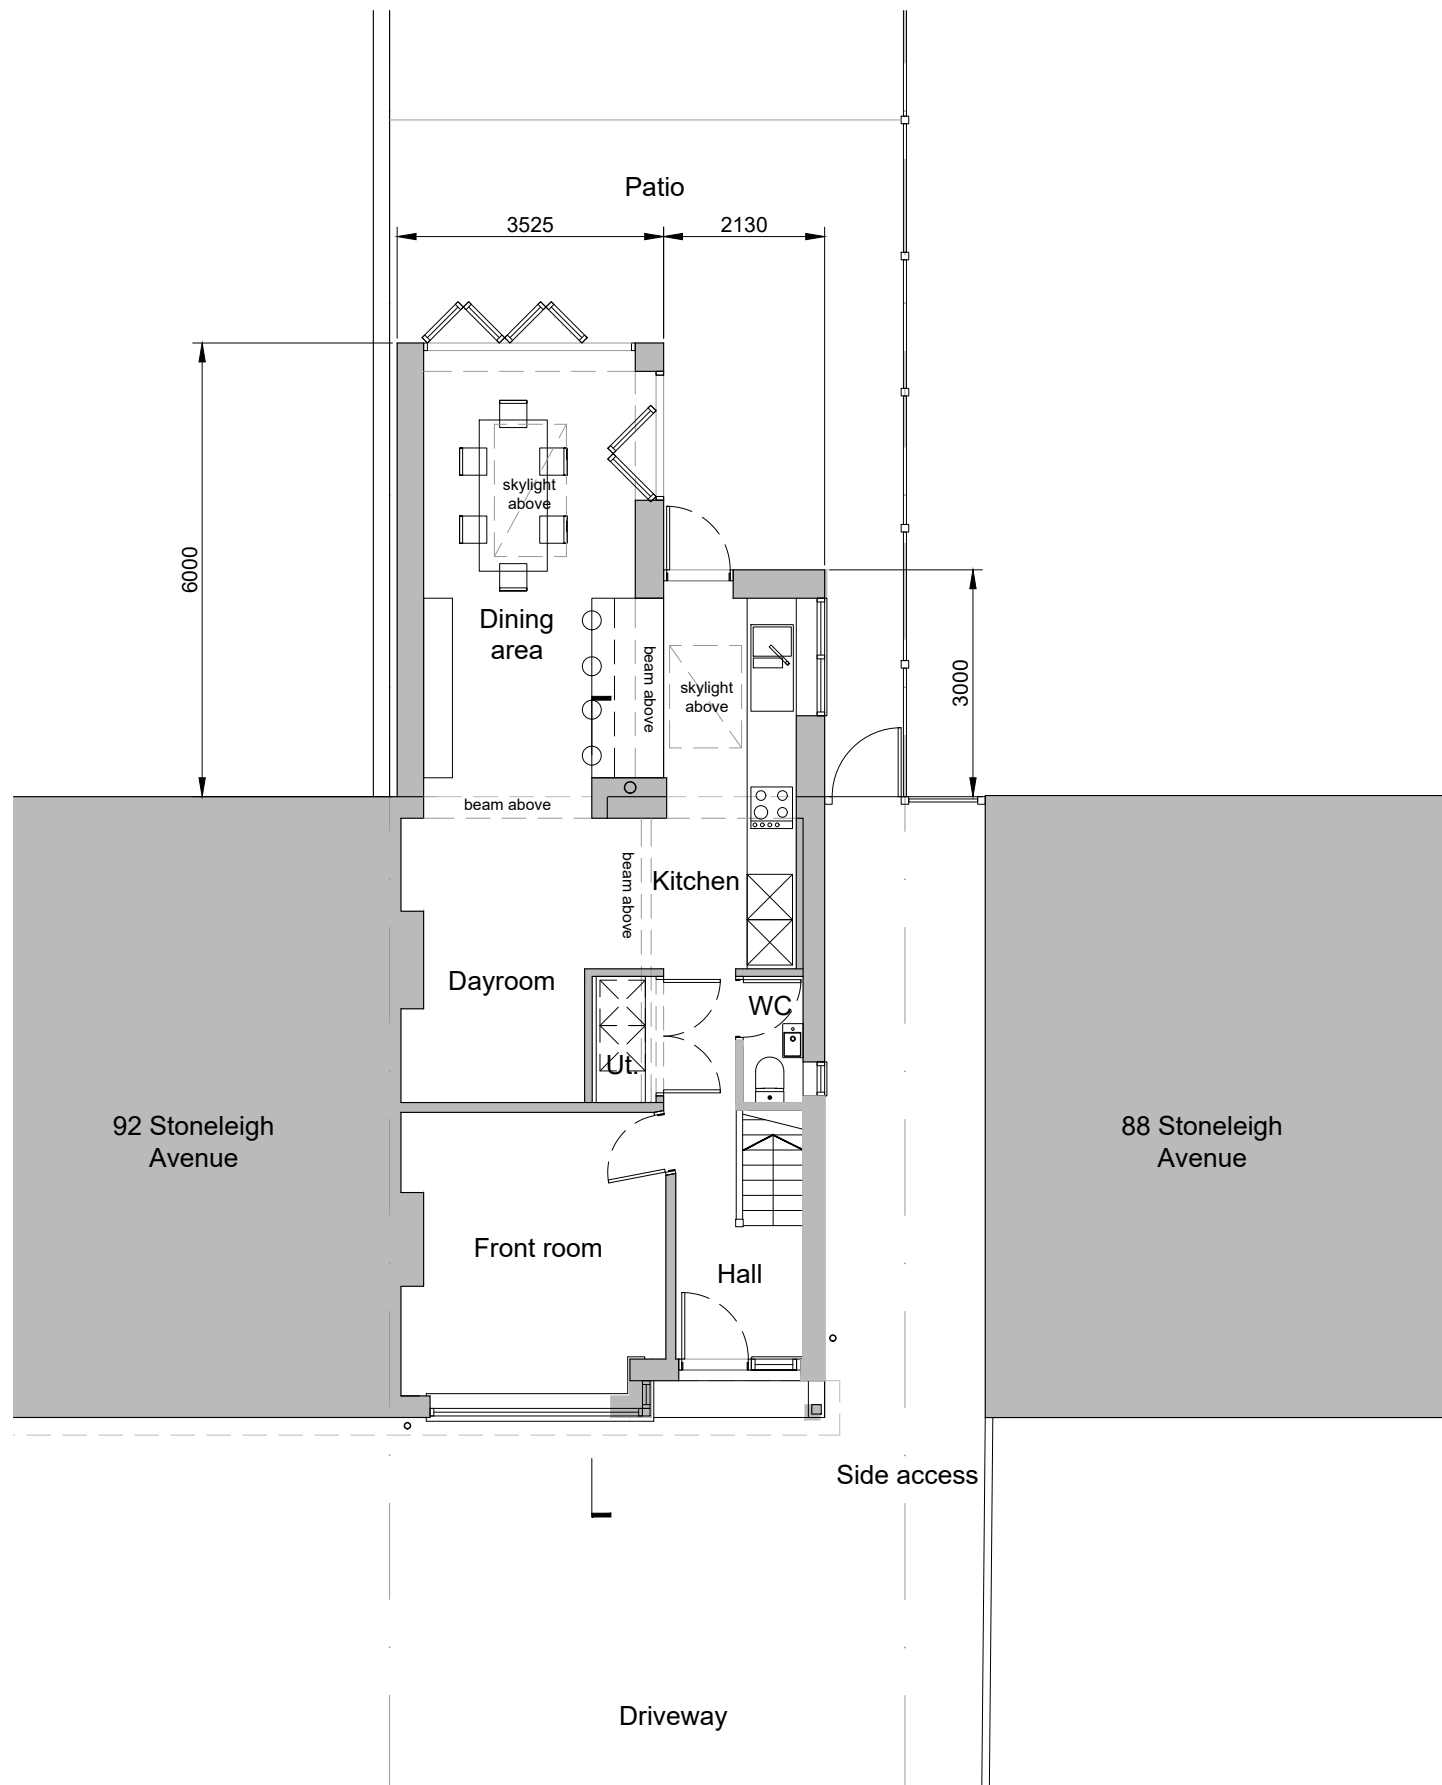 Patio
3525
2130
skylight
above
6000
Dining
area
beam above
skylight
above
3000
beam above
beam above
Kitchen
Dayroom
WC
Ut.
92 Stoneleigh
Avenue
88 Stoneleigh
Avenue
Front room
Hall
Side access
Driveway